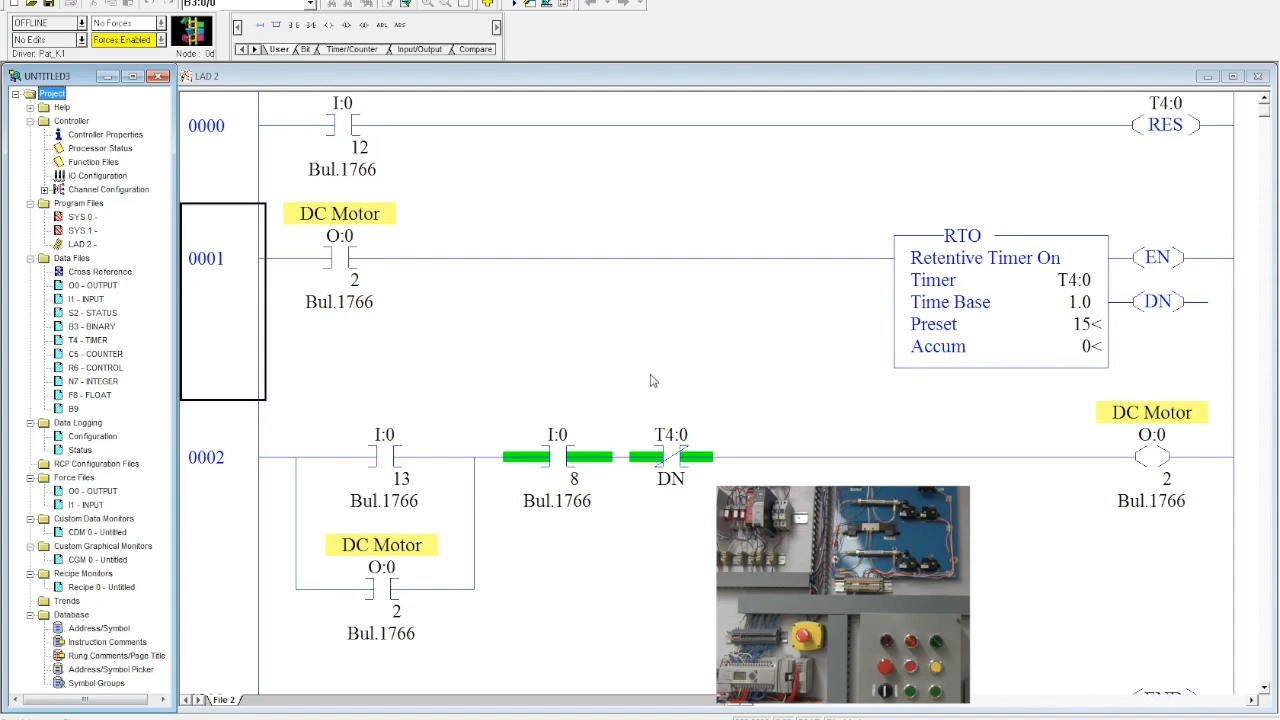 B3:0/0
OFFLINE
No Forces
No Edits
Forces Enabled
Driver: Pat_K1
Node : 0d
User
Bit
Timer/Counter
Input/Output
Compare
ABL ABS
UNTITLED3
Project
Help
Controller
Controller Properties
Processor Status
Function Files
IO Configuration
Channel Configuration
Program Files
SYS 0 -
SYS 1 -
LAD 2 -
Data Files
Cross Reference
O0 - OUTPUT
I1 - INPUT
S2 - STATUS
B3 - BINARY
T4 - TIMER
C5 - COUNTER
R6 - CONTROL
N7 - INTEGER
F8 - FLOAT
B9
Data Logging
Configuration
Status
RCP Configuration Files
Force Files
O0 - OUTPUT
I1 - INPUT
Custom Data Monitors
CDM 0 - Untitled
Custom Graphical Monitors
CGM 0 - Untitled
Recipe Monitors
Recipe 0 - Untitled
Trends
Database
Address/Symbol
Instruction Comments
Rung Comments/Page Title
Address/Symbol Picker
Symbol Groups
LAD 2
0000
I:0
12
Bul.1766
T4:0
RES
0001
DC Motor
O:0
2
Bul.1766
RTO
Retentive Timer On
Timer T4:0
Time Base 1.0
Preset 15<
Accum 0<
EN
DN
0002
I:0
13
Bul.1766
I:0
8
Bul.1766
T4:0
DN
DC Motor
O:0
2
Bul.1766
DC Motor
O:0
2
Bul.1766
File 2